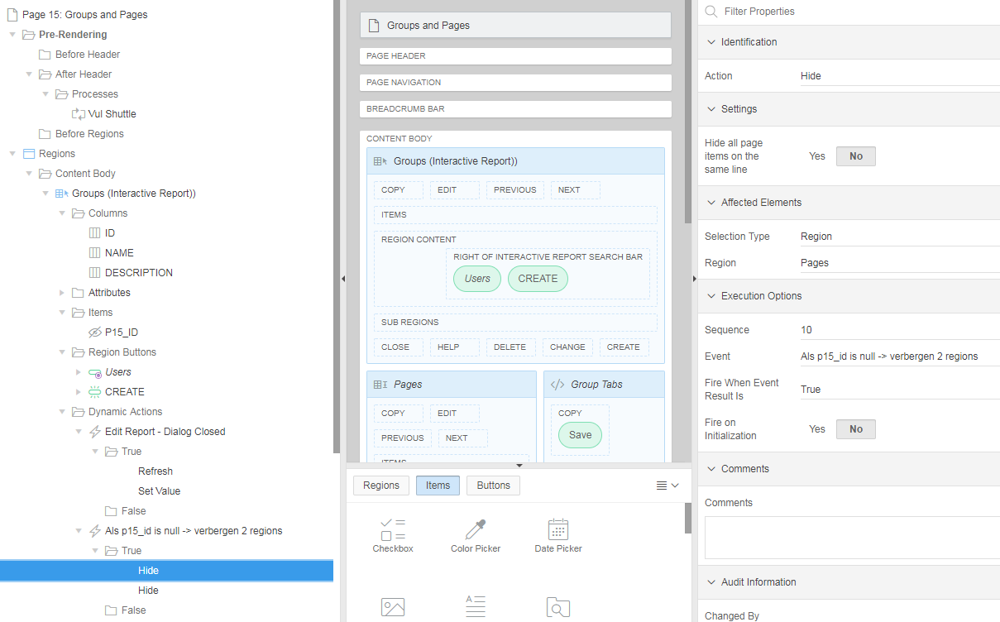 Page 15: Groups and Pages
Pre-Rendering
Before Header
After Header
Processes
Vul Shuttle
Before Regions
Regions
Content Body
Groups (Interactive Report))
Columns
ID
NAME
DESCRIPTION
Attributes
Items
P15_ID
Region Buttons
Users
CREATE
Dynamic Actions
Edit Report - Dialog Closed
True
Refresh
Set Value
False
Als p15_id is null -> verbergen 2 regions
True
Hide
Hide
False
Groups and Pages
PAGE HEADER
PAGE NAVIGATION
BREADCRUMB BAR
CONTENT BODY
Groups (Interactive Report))
COPY EDIT PREVIOUS NEXT
ITEMS
REGION CONTENT
RIGHT OF INTERACTIVE REPORT SEARCH BAR
Users CREATE
SUB REGIONS
CLOSE HELP DELETE CHANGE CREATE
Pages
COPY EDIT
PREVIOUS NEXT
ITEMS
Group Tabs
COPY
Save
Regions Items Buttons
Checkbox Color Picker Date Picker
Filter Properties
Identification
Action Hide
Settings
Hide all page
items on the
same line
Yes No
Affected Elements
Selection Type Region
Region Pages
Execution Options
Sequence 10
Event Als p15_id is null -> verbergen 2 regions
Fire When Event
Result Is
True
Fire on
Initialization
Yes No
Comments
Comments
Audit Information
Changed By